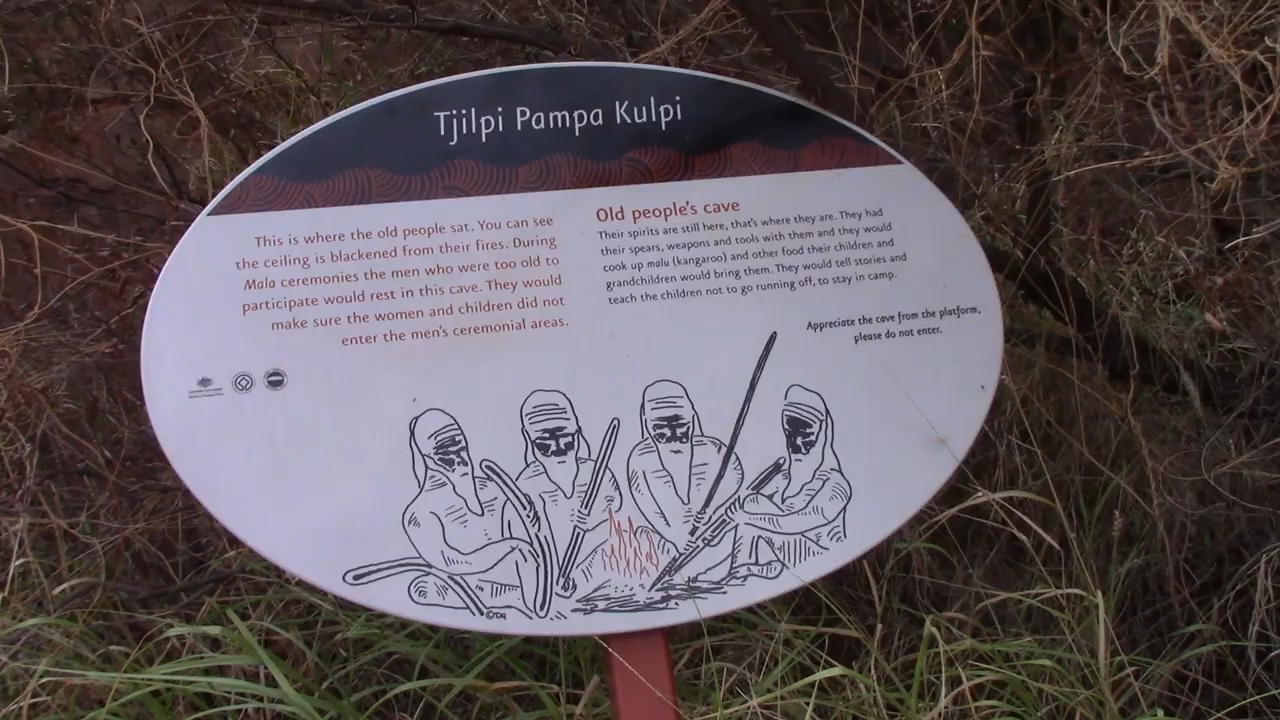 Tjilpi Pampa Kulpi
This is where the old people sat. You can see
the ceiling is blackened from their fires. During
Mala ceremonies the men who were too old to
participate would rest in this cave. They would
make sure the women and children did not
enter the men's ceremonial areas.
Old people's cave
Their spirits are still here, that's where they are. They had
their spears, weapons and tools with them and they would
cook up malu (kangaroo) and other food their children and
grandchildren would bring them. They would tell stories and
teach the children not to go running off, to stay in camp.
Appreciate the cave from the platform,
please do not enter.